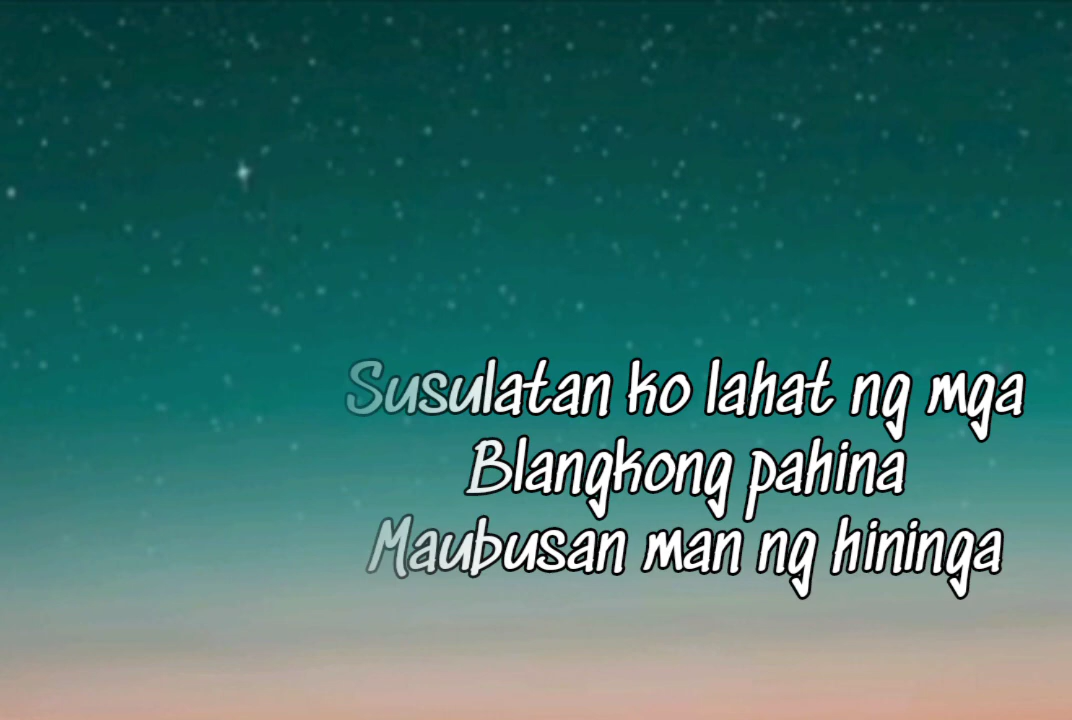 Susulatan ko lahat ng mga
Blangkong pahina
Maubusan man ng hininga